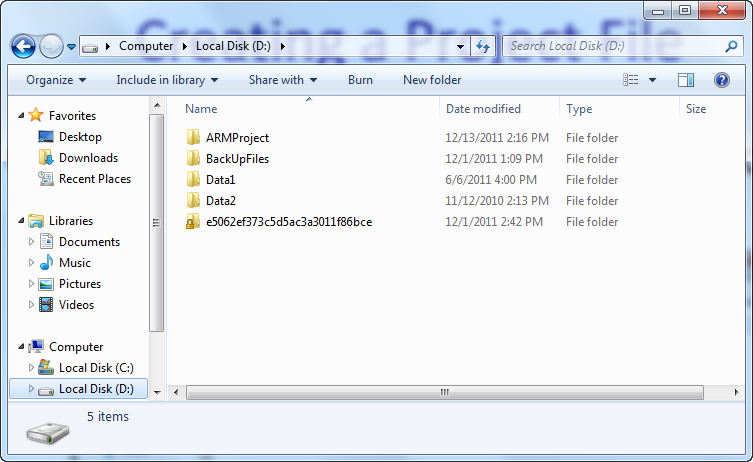 Creating a Project File
Computer Local Disk (D:) Search Local Disk (D:)
Organize Include in library Share with Burn New folder
Name Date modified Type Size
Favorites
Desktop
Downloads
Recent Places
Libraries
Documents
Music
Pictures
Videos
Computer
Local Disk (C:)
Local Disk (D:)
ARMProject 12/13/2011 2:16 PM File folder
BackUpFiles 12/1/2011 1:09 PM File folder
Data1 6/6/2011 4:00 PM File folder
Data2 11/12/2010 2:13 PM File folder
e5062ef373c5d5ac3a3011f86bce 12/1/2011 2:42 PM File folder
5 items